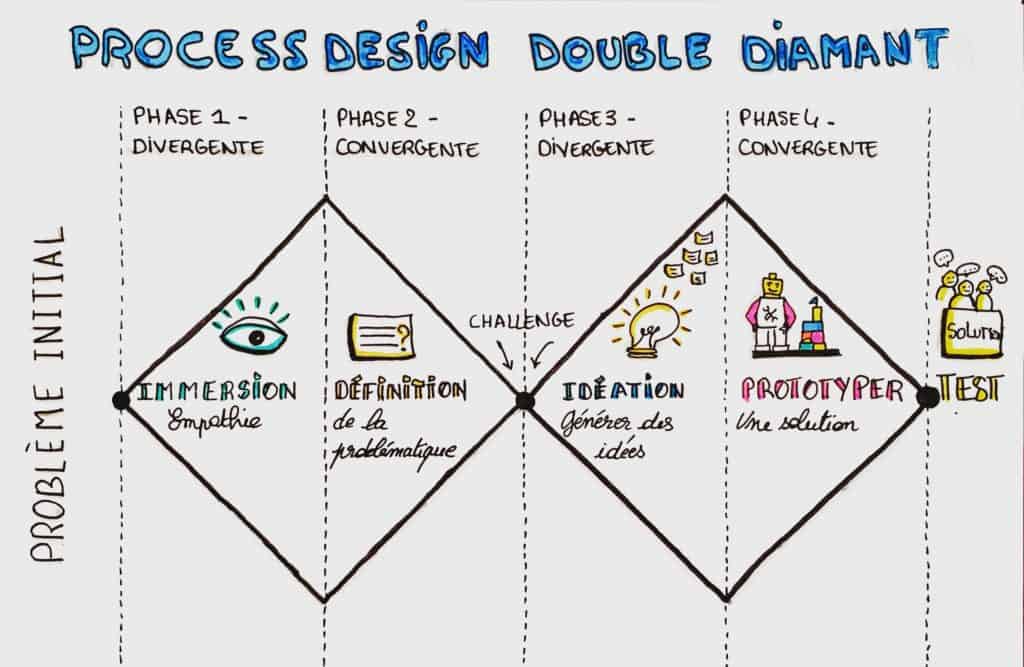 PROCESS DESIGN DOUBLE DIAMANT
PHASE 1 -
DIVERGENTE
PHASE 2 -
CONVERGENTE
PHASE 3 -
DIVERGENTE
PHASE 4 -
CONVERGENTE
PROBLÈME INITIAL
?
CHALLENGE
IMMERSION
Empathie
DÉFINITION
de la
problématique
IDÉATION
Générer des
idées
PROTOTYPER
Une solution
Solution
TEST